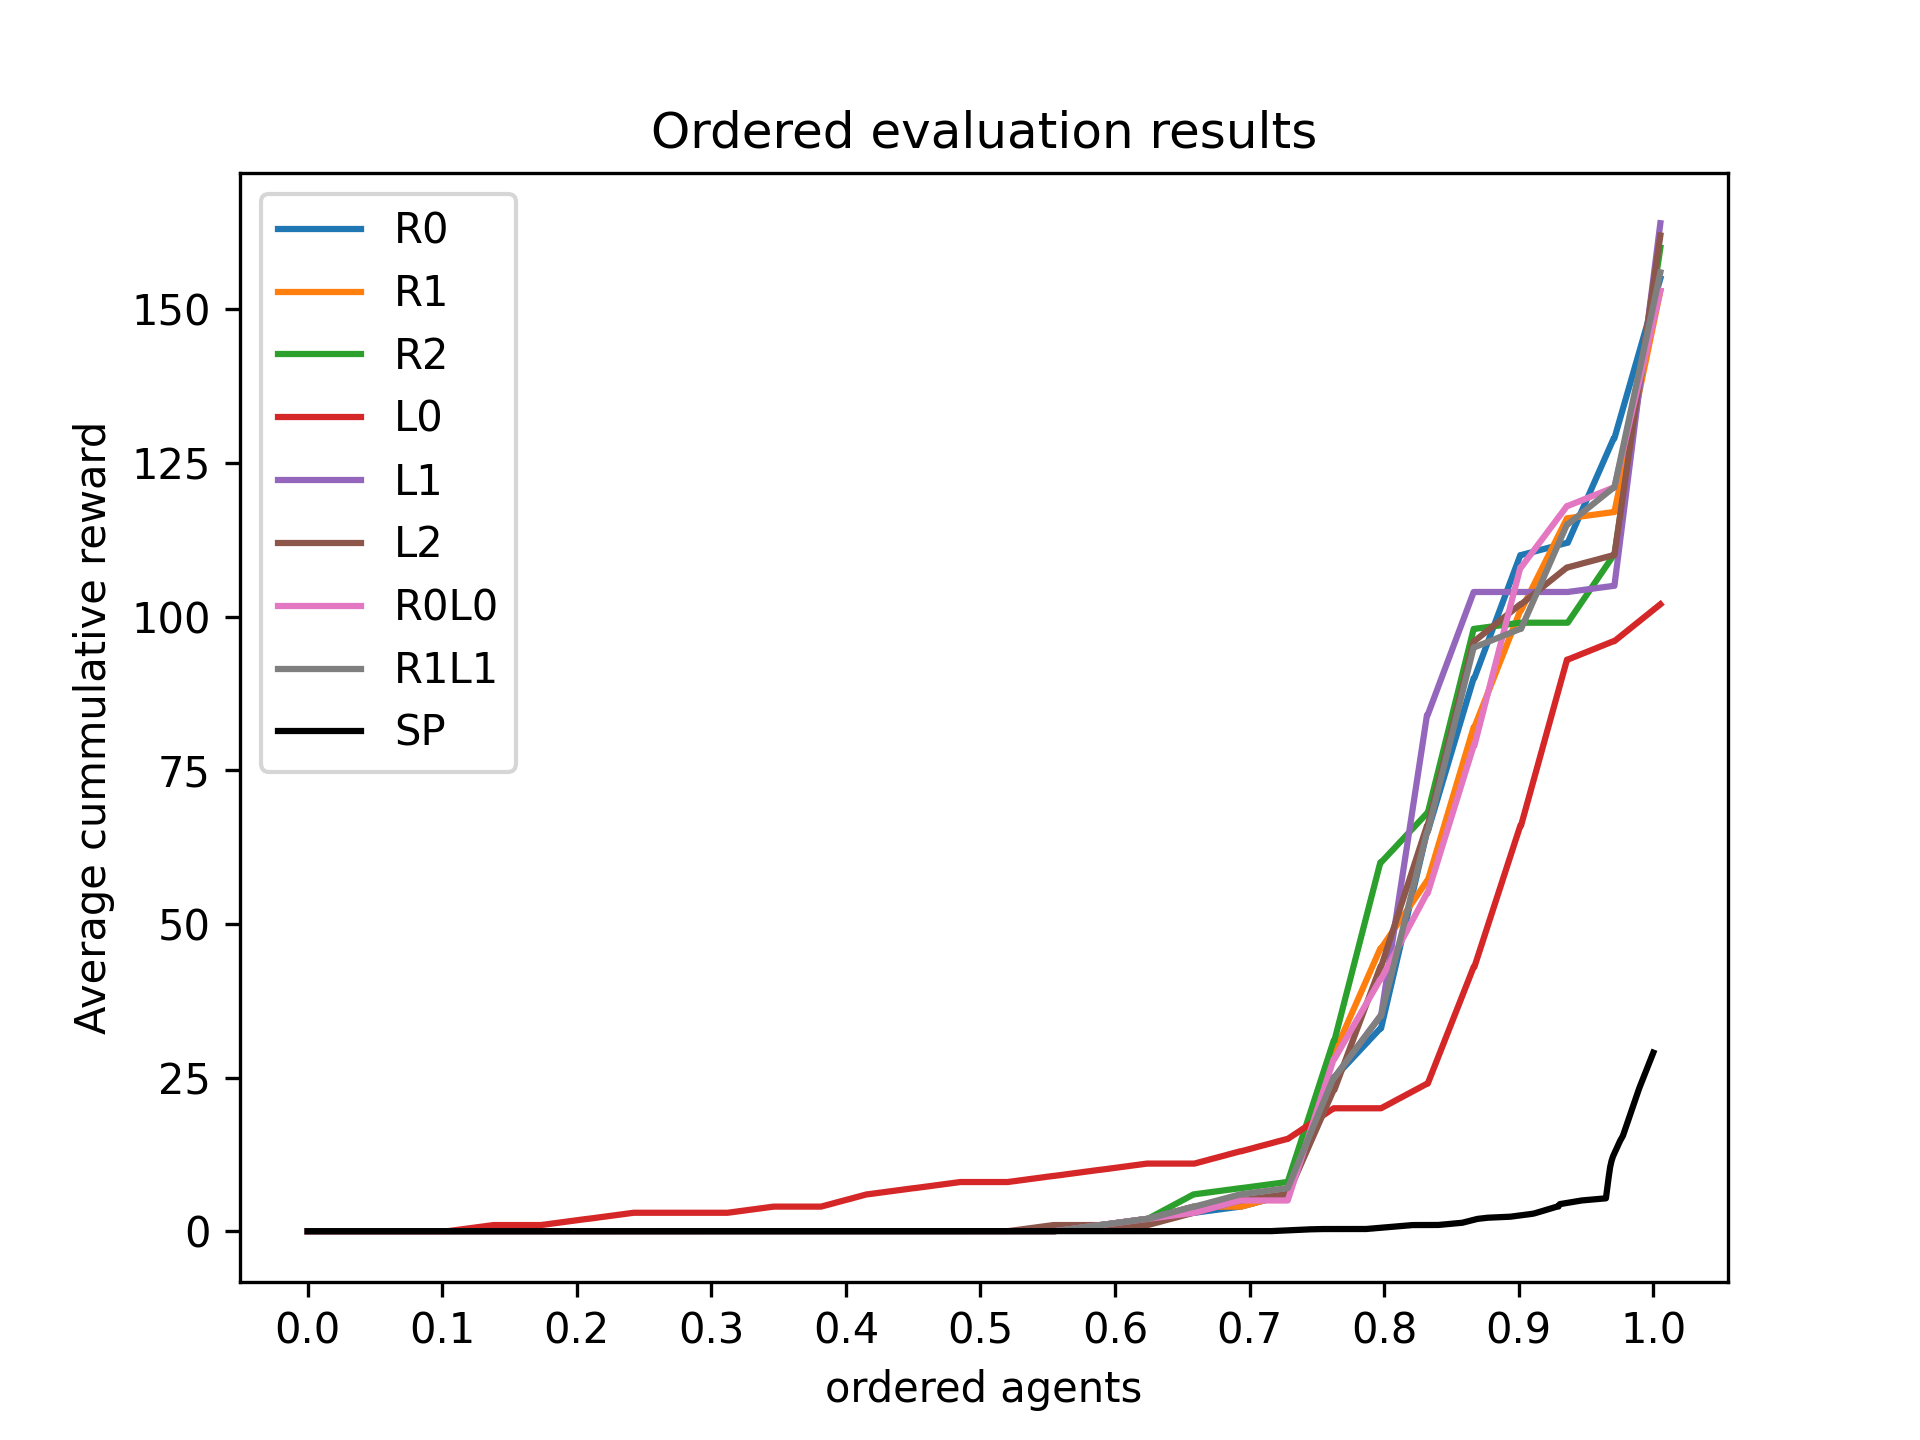 Ordered evaluation results
Average cummulative reward
150
125
100
75
50
25
0
R0
R1
R2
L0
L1
L2
R0L0
R1L1
SP
0.0 0.1 0.2 0.3 0.4 0.5 0.6 0.7 0.8 0.9 1.0
ordered agents